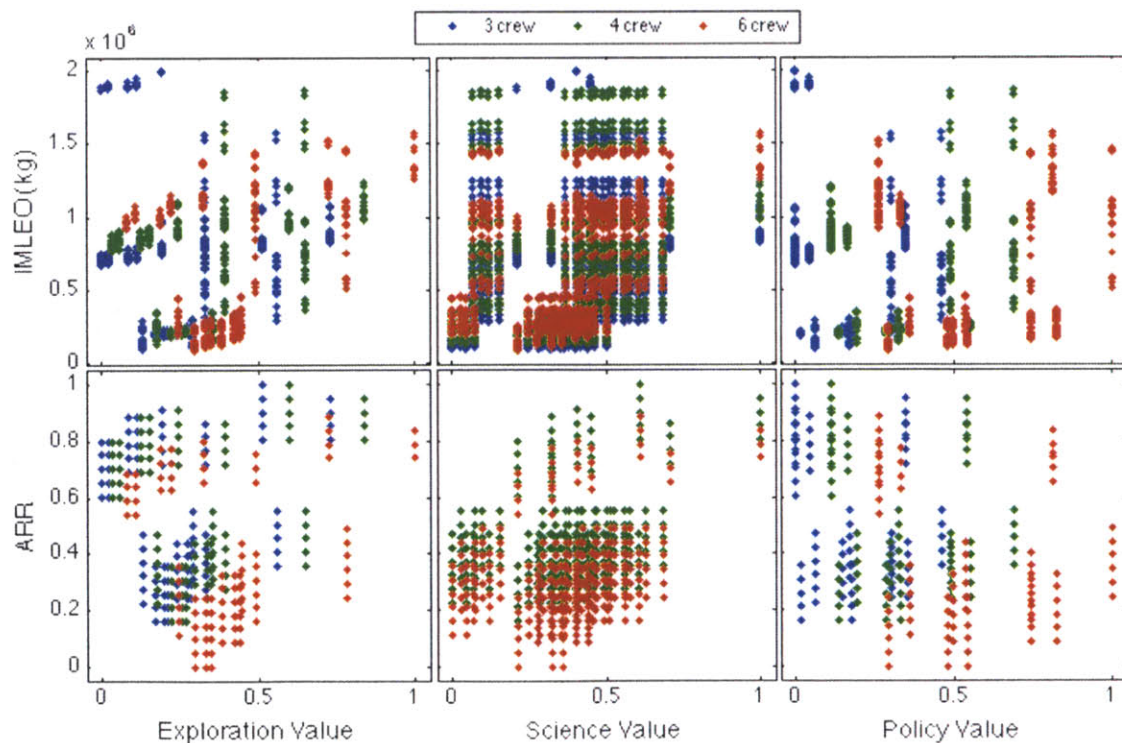 3 crew 4 crew 6 crew
x 10⁶
2
1.5
1
0.5
0
IMLEO(kg)
1
0.8
0.6
0.4
0.2
0
ARR
0 0.5 1 0 0.5 1 0 0.5 1
Exploration Value Science Value Policy Value